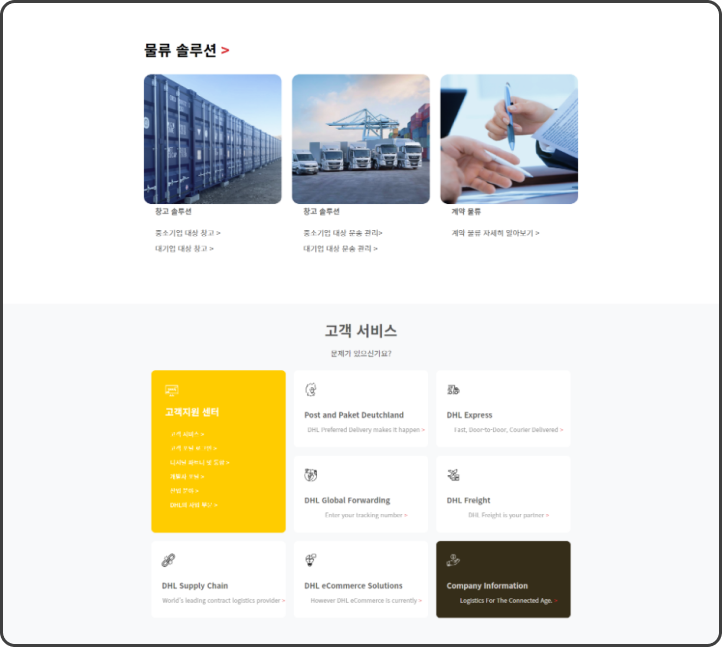 물류 솔루션 >
창고 솔루션
중소기업 대상 창고 >
대기업 대상 창고 >
창고 솔루션
중소기업 대상 운송 관리>
대기업 대상 운송 관리 >
계약 물류
계약 물류 자세히 알아보기 >
고객 서비스
문제가 있으신가요?
고객지원 센터
고객 서비스 >
Post and Paket Deutchland
DHL Preferred Delivery makes it happen >
DHL Express
Fast, Door-to-Door, Courier Delivered >
DHL Global Forwarding
Enter your tracking number >
DHL Freight
DHL Freight is your partner >
DHL Supply Chain
World's leading contract logistics provider >
DHL eCommerce Solutions
However DHL eCommerce is currently >
Company Information
Logistics For The Connected Age. >